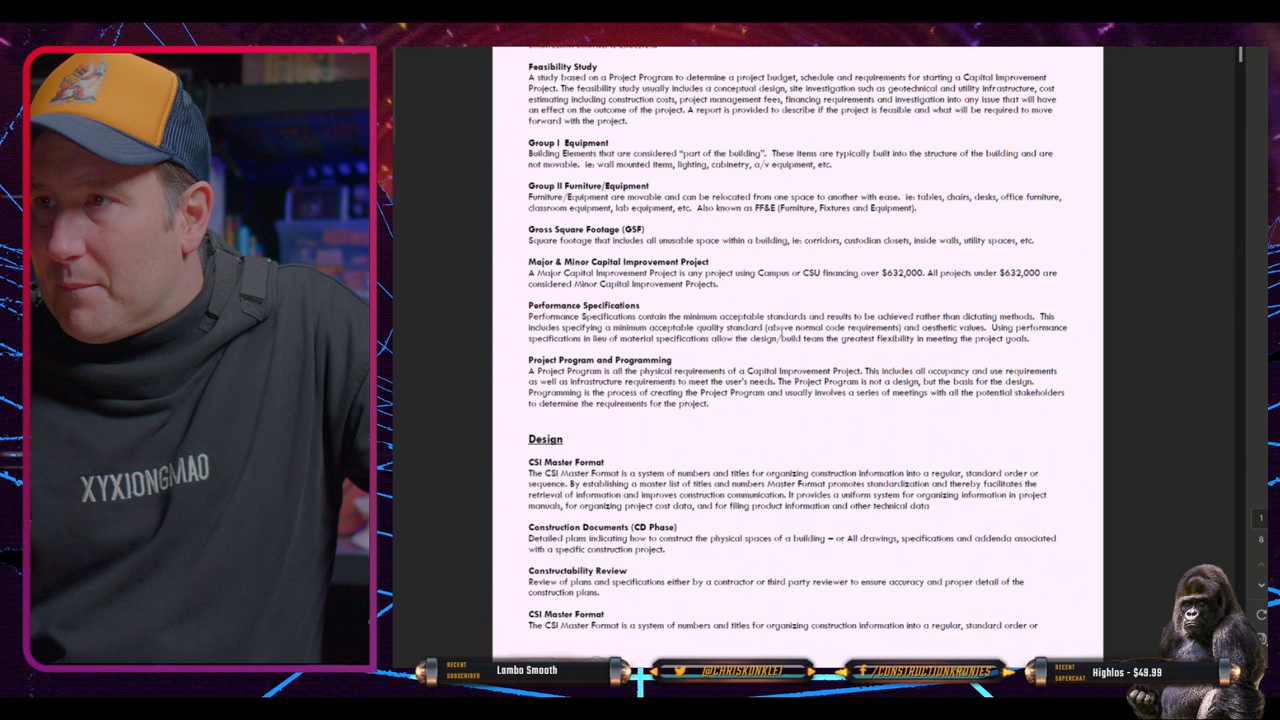 Feasibility Study
A study based on a Project Program to determine a project budget, schedule and requirements for starting a Capital Improvement
Project. The feasibility study usually includes a conceptual design, site investigation such as geotechnical and utility infrastructure, cost
estimating including construction costs, project management fees, financing requirements and investigation into any issue that will have
an effect on the outcome of the project. A report is provided to describe if the project is feasible and what will be required to move
forward with the project.
Group I Equipment
Building Elements that are considered "part of the building". These items are typically built into the structure of the building and are
not movable. ie: wall mounted items, lighting, cabinetry, a/v equipment, etc.
Group II Furniture/Equipment
Furniture/Equipment are movable and can be relocated from one space to another with ease. ie: tables, chairs, desks, office furniture,
classroom equipment, lab equipment, etc. Also known as FF&E (Furniture, Fixtures and Equipment).
Gross Square Footage (GSF)
Square footage that includes all unusable space within a building, ie: corridors, custodian closets, inside walls, utility spaces, etc.
Major & Minor Capital Improvement Project
A Major Capital Improvement Project is any project using Campus or CSU financing over $632,000. All projects under $632,000 are
considered Minor Capital Improvement Projects.
Performance Specifications
Performance Specifications contain the minimum acceptable standards and results to be achieved rather than dictating methods. This
includes specifying a minimum acceptable quality standard (above normal code requirements) and aesthetic values. Using performance
specifications in lieu of material specifications allow the design/build team the greatest flexibility in meeting the project goals.
Project Program and Programming
A Project Program is all the physical requirements of a Capital Improvement Project. This includes all occupancy and use requirements
as well as infrastructure requirements to meet the user's needs. The Project Program is not a design, but the basis for the design.
Programming is the process of creating the Project Program and usually involves a series of meetings with all the potential stakeholders
to determine the requirements for the project.
Design
CSI Master Format
The CSI Master Format is a system of numbers and titles for organizing construction information into a regular, standard order or
sequence. By establishing a master list of titles and numbers Master Format promotes standardization and thereby facilitates the
retrieval of information and improves construction communication. It provides a uniform system for organizing information in project
manuals, for organizing project cost data, and for filing product information and other technical data
Construction Documents (CD Phase)
Detailed plans indicating how to construct the physical spaces of a building – or All drawings, specifications and addenda associated
with a specific construction project.
Constructability Review
Review of plans and specifications either by a contractor or third party reviewer to ensure accuracy and proper detail of the
construction plans.
CSI Master Format
The CSI Master Format is a system of numbers and titles for organizing construction information into a regular, standard order or
XYXIONGMAO
1
8
RECENT
SUBSCRIBER
Lambo Smooth
@CHRISKONKLE1
/CONSTRUCTIONKRONIES
RECENT
SUPERCHAT
Highlos - $49.99